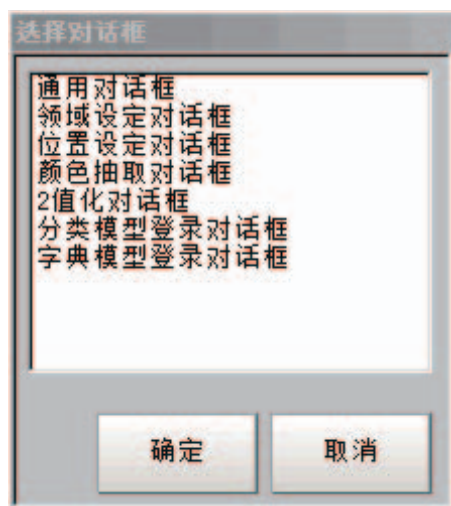 选择对话框
通用对话框
领域设定对话框
位置设定对话框
颜色抽取对话框
2值化对话框
分类模型登录对话框
字典模型登录对话框
确定
取消